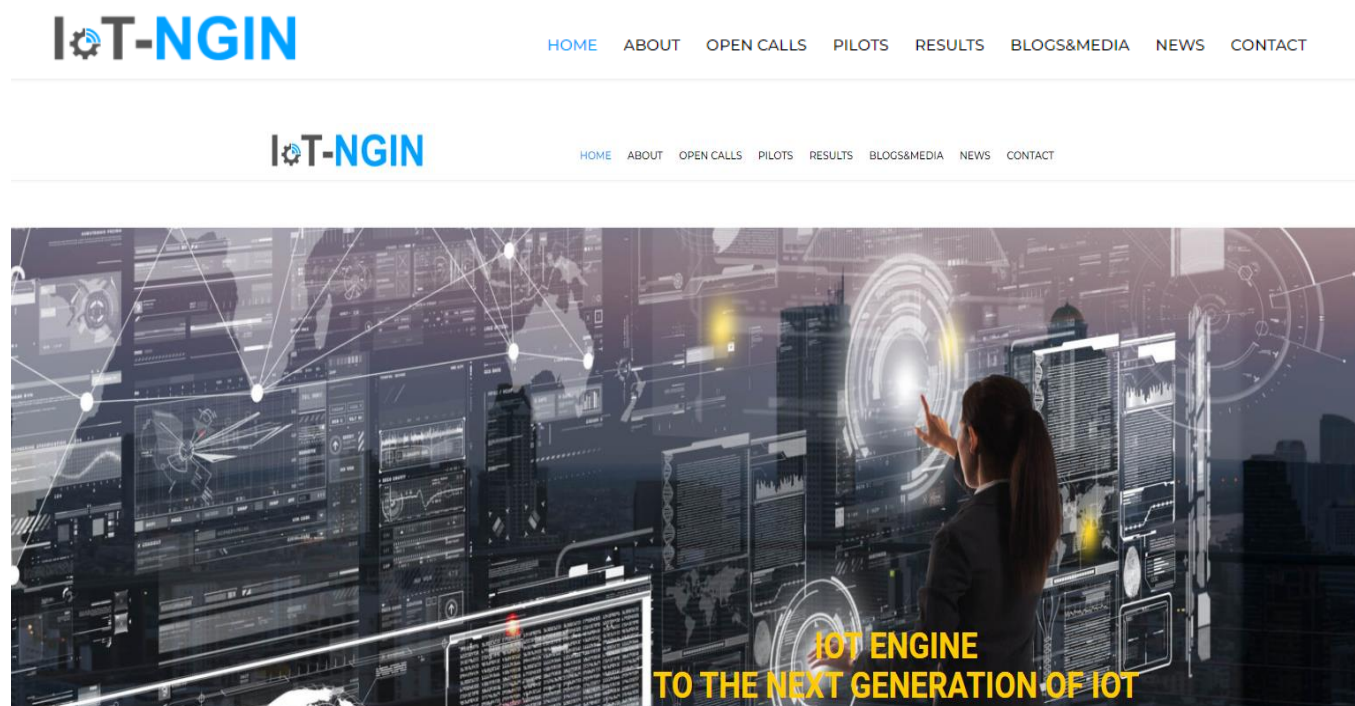 IoT-NGIN
HOME ABOUT OPEN CALLS PILOTS RESULTS BLOGS&MEDIA NEWS CONTACT
IoT-NGIN
HOME ABOUT OPEN CALLS PILOTS RESULTS BLOGS&MEDIA NEWS CONTACT
IOT ENGINE
TO THE NEXT GENERATION OF IOT